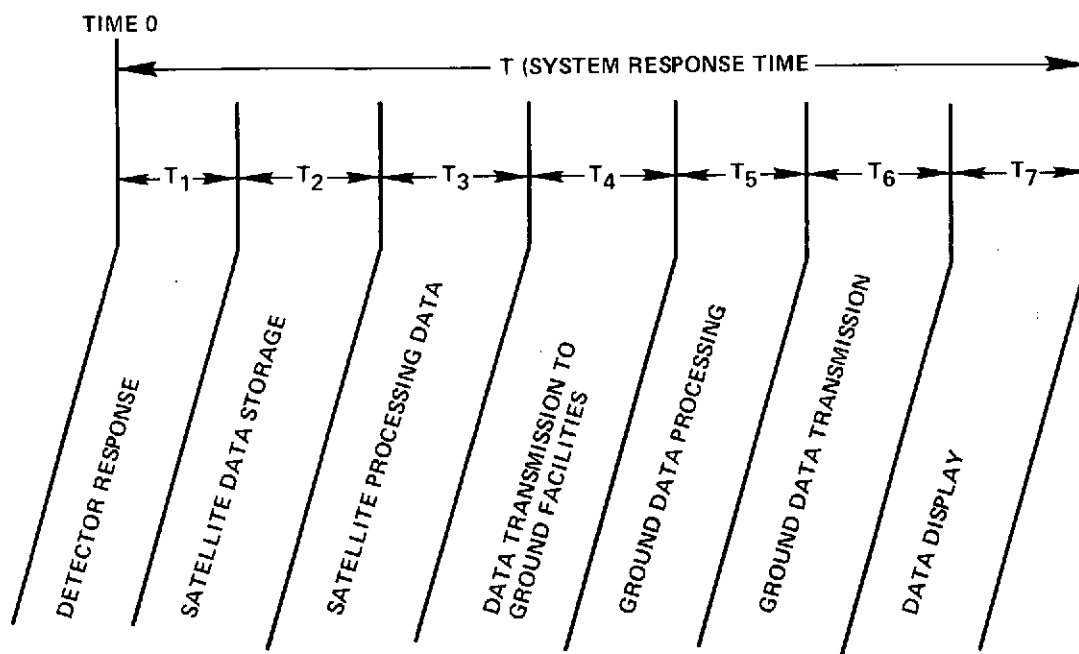 TIME 0
T (SYSTEM RESPONSE TIME
T1
T2
T3
T4
T5
T6
T7
DETECTOR RESPONSE
SATELLITE DATA STORAGE
SATELLITE PROCESSING DATA
DATA TRANSMISSION TO
GROUND FACILITIES
GROUND DATA PROCESSING
GROUND DATA TRANSMISSION
DATA DISPLAY